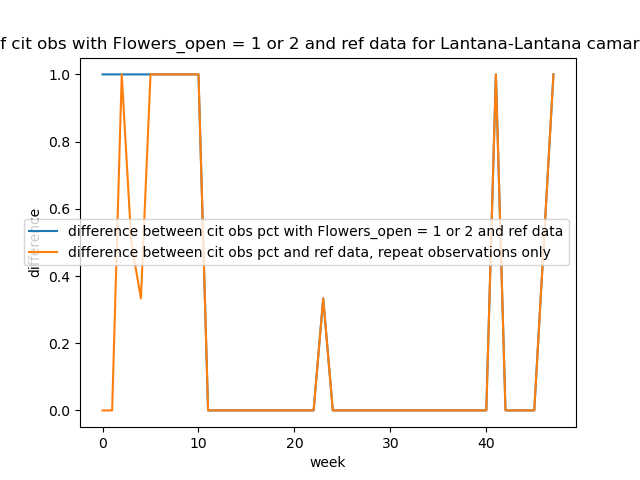 f cit obs with Flowers_open = 1 or 2 and ref data for Lantana-Lantana camar
1.0
0.8
0.6
0.4
0.2
0.0
difference
difference between cit obs pct with Flowers_open = 1 or 2 and ref data
difference between cit obs pct and ref data, repeat observations only
0 10 20 30 40
week